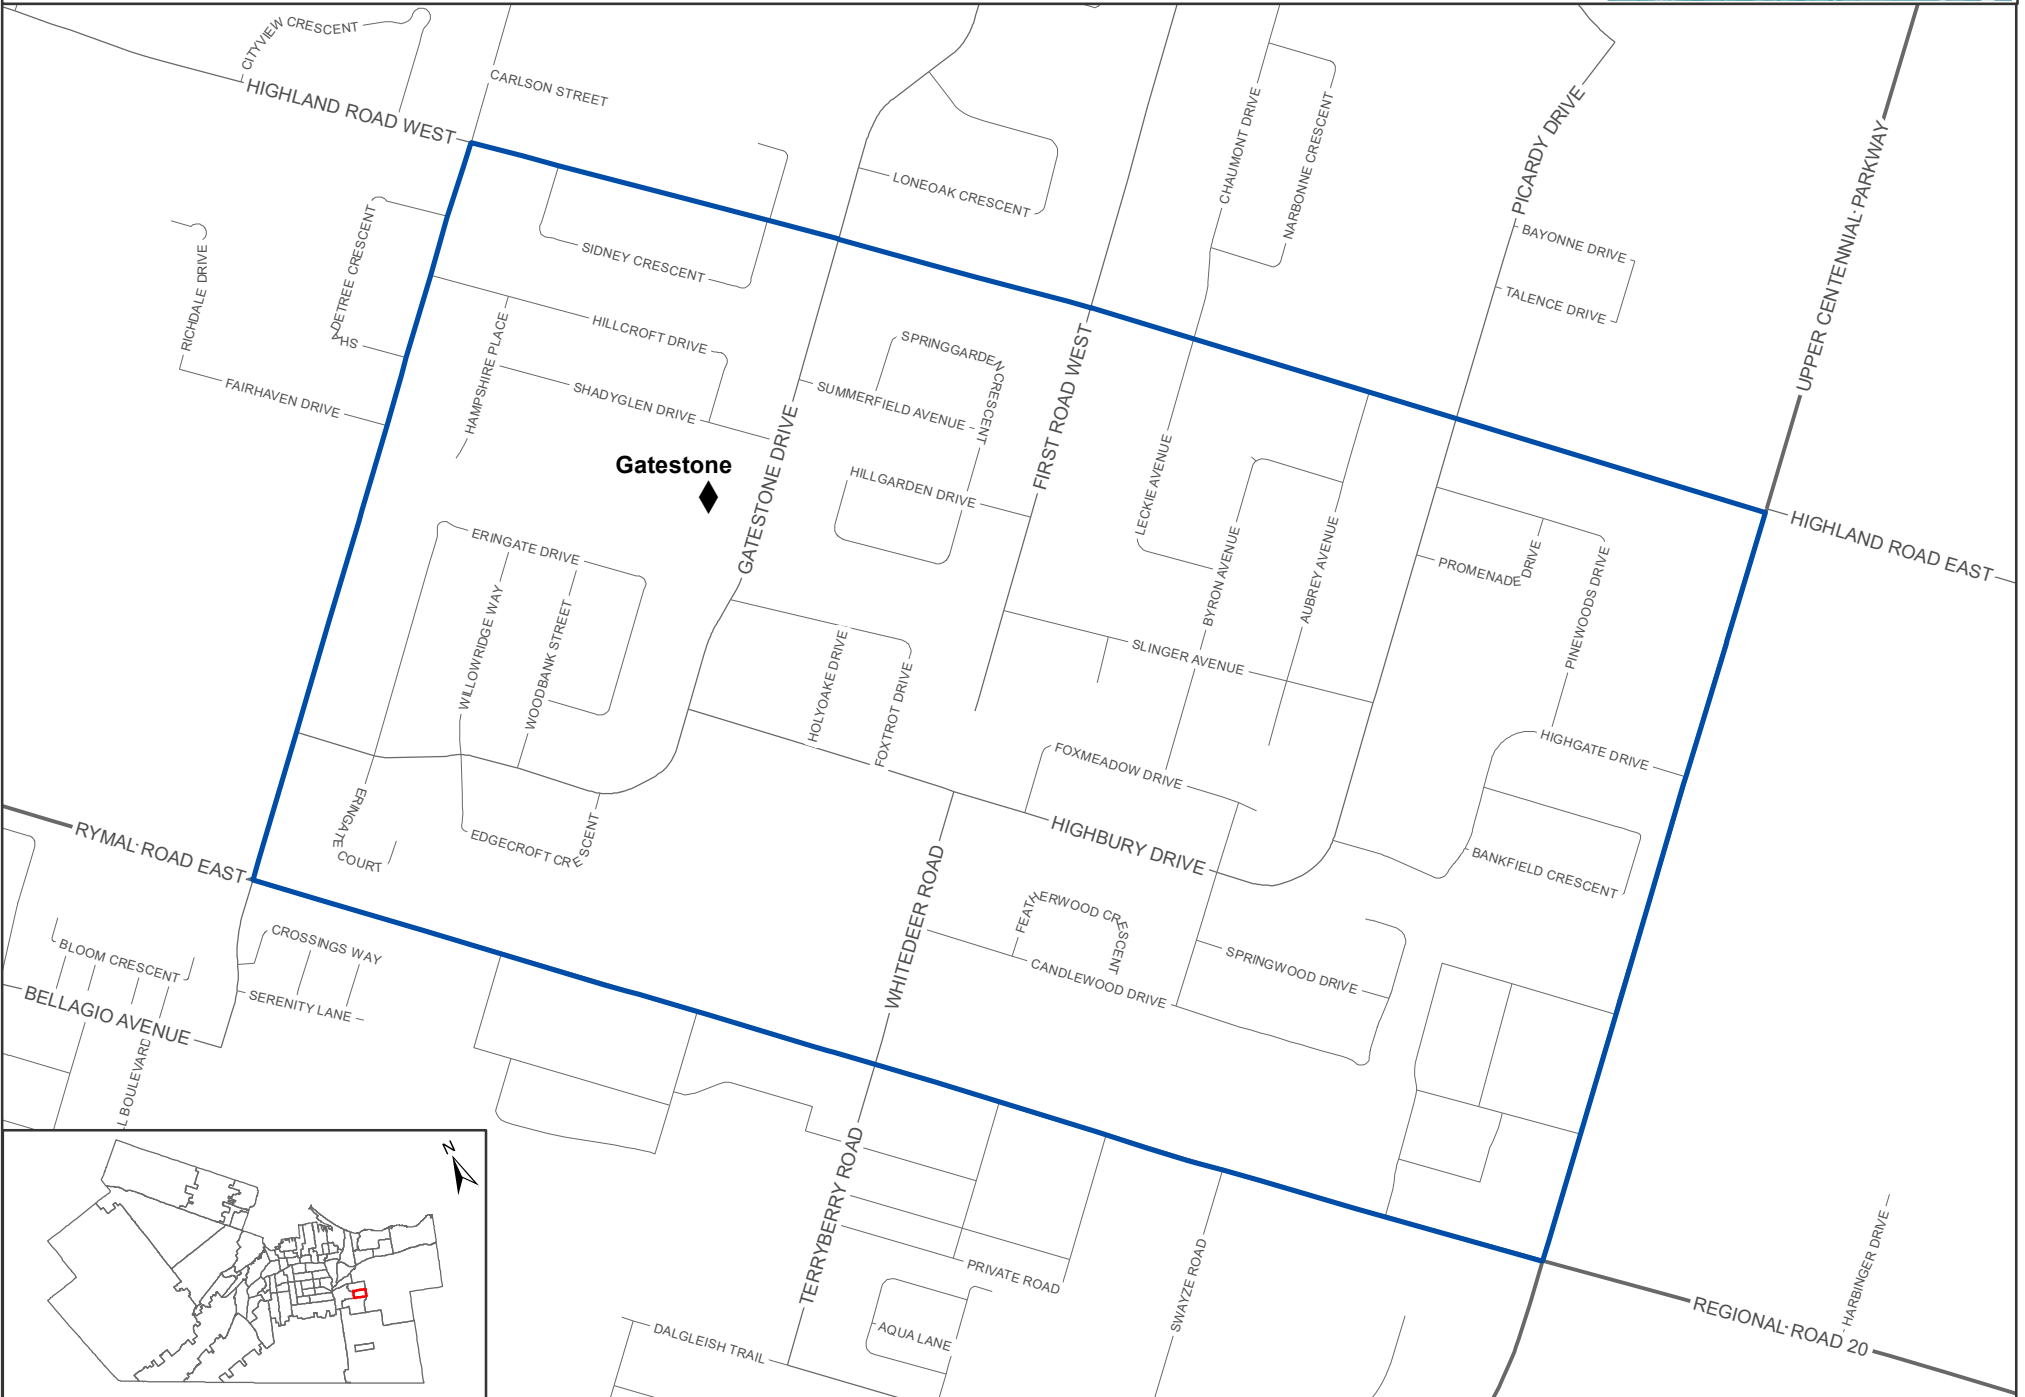 CITYVIEW CRESCENT
CARLSON STREET
HIGHLAND ROAD WEST
LONEOAK CRESCENT
CHAUMONT DRIVE
NARBONNE CRESCENT
PICARDY DRIVE
UPPER CENTENNIAL PARKWAY
BAYONNE DRIVE
TALENCE DRIVE
RICHDALE DRIVE
DETREE CRESCENT
SIDNEY CRESCENT
HILLCROFT DRIVE
HAMPSHIRE PLACE
SHADYGLEN DRIVE
FAIRHAVEN DRIVE
SPRINGGARDEN CRESCENT
SUMMERFIELD AVENUE
FIRST ROAD WEST
Gatestone
GATESTONE DRIVE
HILLGARDEN DRIVE
LECKIE AVENUE
BYRON AVENUE
AUBREY AVENUE
HIGHLAND ROAD EAST
PROMENADE DRIVE
PINEWOODS DRIVE
ERINGATE DRIVE
WILLOWRIDGE WAY
WOODBANK STREET
HOLYOAKE DRIVE
FOXTROT DRIVE
SLINGER AVENUE
FOXMEADOW DRIVE
HIGHGATE DRIVE
HIGHBURY DRIVE
BANKFIELD CRESCENT
RYMAL ROAD EAST
ERINGATE COURT
EDGECROFT CRESCENT
WHITEDEER ROAD
FEATHERWOOD CRESCENT
CANDLEWOOD DRIVE
SPRINGWOOD DRIVE
CROSSINGS WAY
BLOOM CRESCENT
SERENITY LANE
BELLAGIO AVENUE
L BOULEVARD
N
TERRYBERRY ROAD
PRIVATE ROAD
AQUA LANE
DALGLEISH TRAIL
SWAYZE ROAD
HARBINGER DRIVE
REGIONAL ROAD 20